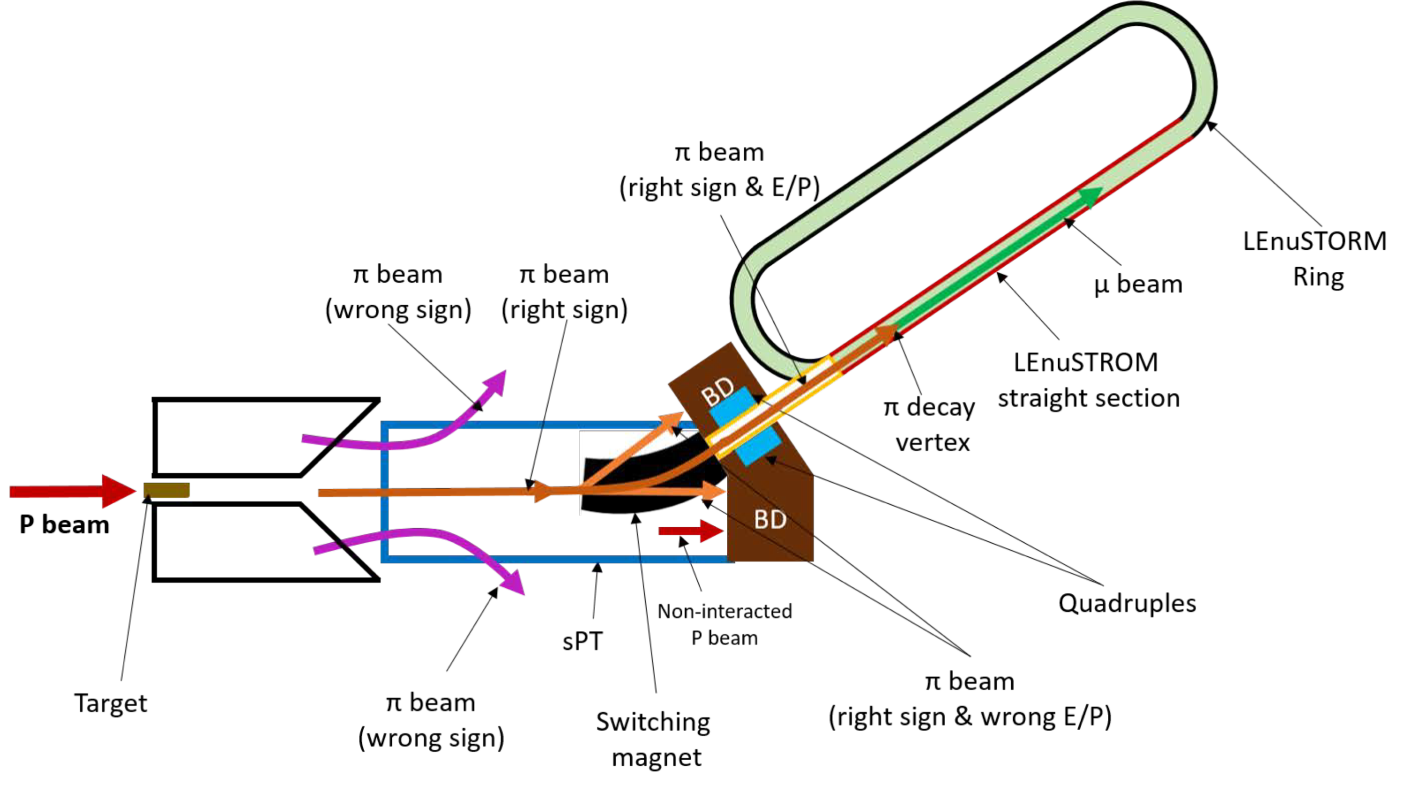 π beam
(right sign & E/P)
LEnuSTORM
Ring
π beam
(wrong sign)
π beam
(right sign)
μ beam
LEnuSTROM
straight section
BD
π decay
vertex
P beam
BD
Non-interacted
P beam
Quadruples
sPT
Target
π beam
(wrong sign)
Switching
magnet
π beam
(right sign & wrong E/P)